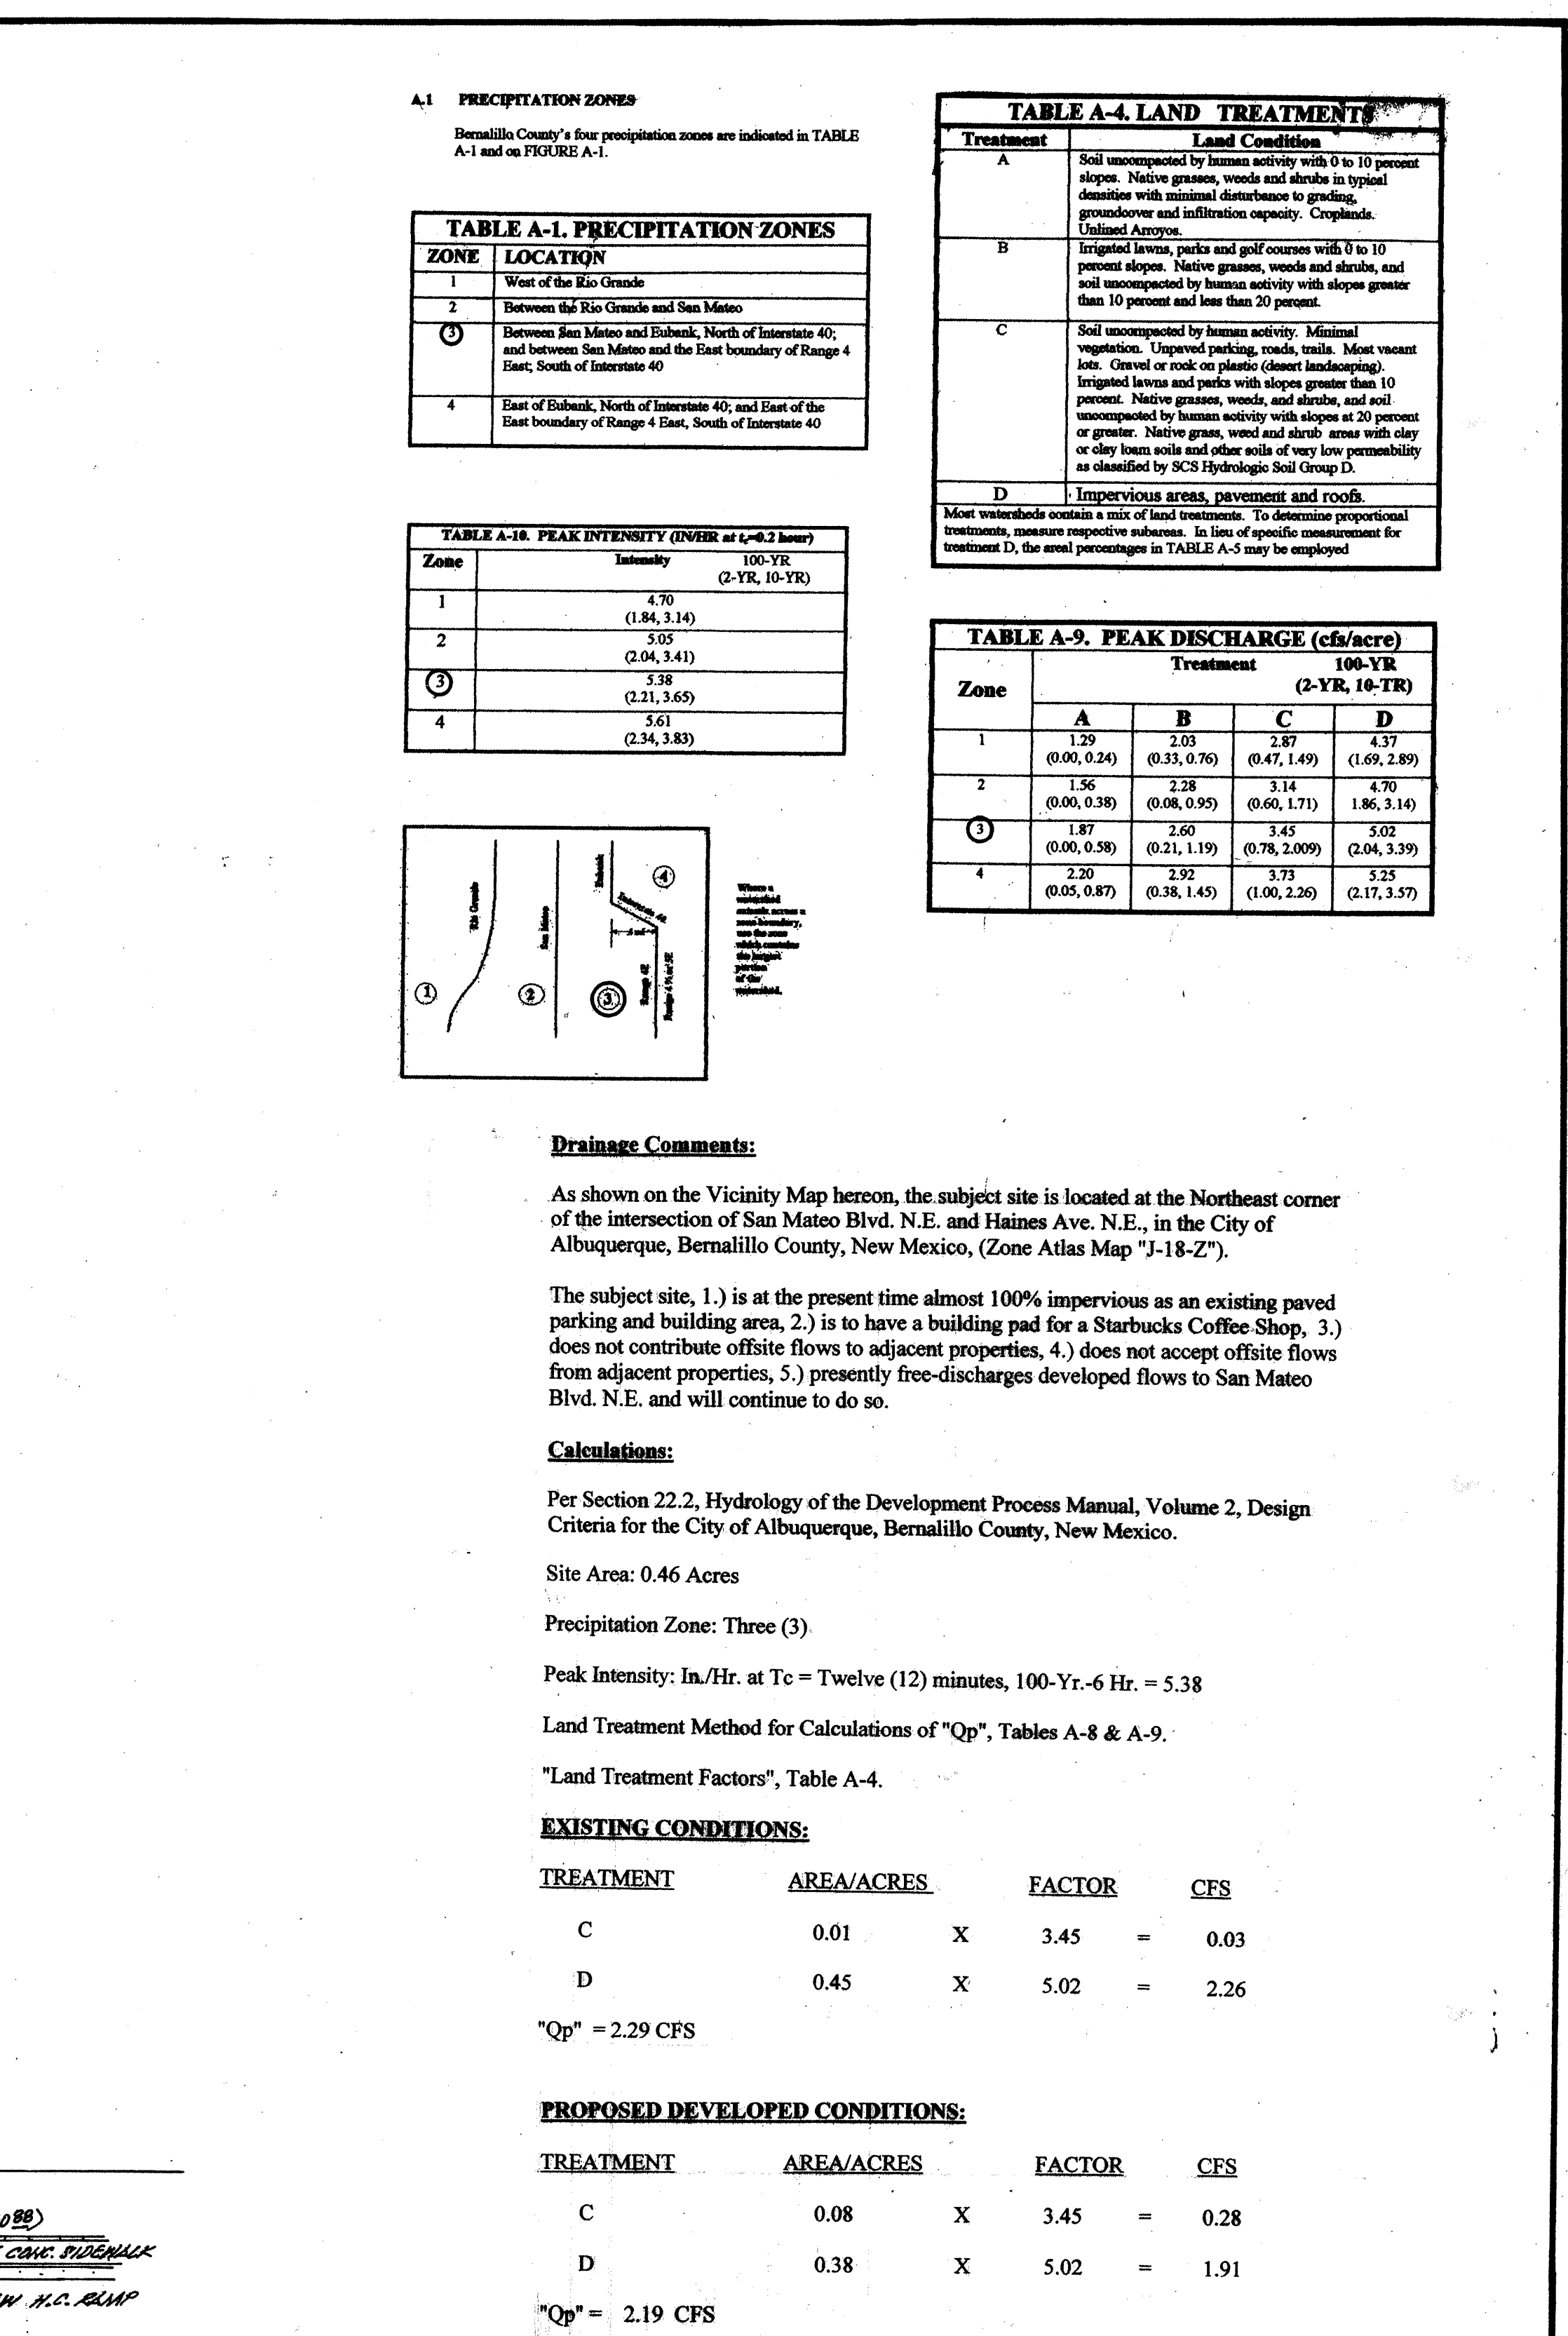 A.1 PRECIPITATION ZONES
Bernalillo County's four precipitation zones are indicated in TABLE
A-1 and on FIGURE A-1.
TABLE A-1. PRECIPITATION ZONES
ZONE LOCATION
1 West of the Rio Grande
2 Between the Rio Grande and San Mateo
3 Between San Mateo and Eubank, North of Interstate 40;
and between San Mateo and the East boundary of Range 4
East; South of Interstate 40
4 East of Eubank, North of Interstate 40; and East of the
East boundary of Range 4 East, South of Interstate 40
TABLE A-10. PEAK INTENSITY (IN/HR at tc=0.2 hour)
Zone Intensity 100-YR
(2-YR, 10-YR)
1 4.70
(1.84, 3.14)
2 5.05
(2.04, 3.41)
3 5.38
(2.21, 3.65)
4 5.61
(2.34, 3.83)
Rio Grande
San Mateo
Eubank
Interstate 40
Range 4E
1
2
3
4
Where a
watershed
extends across a
zone boundary,
use the zone
which contains
the largest
portion
of the
watershed.
TABLE A-4. LAND TREATMENTS
Treatment Land Condition
A Soil uncompacted by human activity with 0 to 10 percent
slopes. Native grasses, weeds and shrubs in typical
densities with minimal disturbance to grading,
groundcover and infiltration capacity. Croplands.
Unlined Arroyos.
B Irrigated lawns, parks and golf courses with 0 to 10
percent slopes. Native grasses, weeds and shrubs, and
soil uncompacted by human activity with slopes greater
than 10 percent and less than 20 percent.
C Soil uncompacted by human activity. Minimal
vegetation. Unpaved parking, roads, trails. Most vacant
lots. Gravel or rock on plastic (desert landscaping).
Irrigated lawns and parks with slopes greater than 10
percent. Native grasses, weeds, and shrubs, and soil
uncompacted by human activity with slopes at 20 percent
or greater. Native grass, weed and shrub areas with clay
or clay loam soils and other soils of very low permeability
as classified by SCS Hydrologic Soil Group D.
D Impervious areas, pavement and roofs.
Most watersheds contain a mix of land treatments. To determine proportional
treatments, measure respective subareas. In lieu of specific measurement for
treatment D, the areal percentages in TABLE A-5 may be employed
TABLE A-9. PEAK DISCHARGE (cfs/acre)
Treatment 100-YR
Zone (2-YR, 10-TR)
A B C D
1 1.29 2.03 2.87 4.37
(0.00, 0.24) (0.33, 0.76) (0.47, 1.49) (1.69, 2.89)
2 1.56 2.28 3.14 4.70
(0.00, 0.38) (0.08, 0.95) (0.60, 1.71) 1.86, 3.14)
3 1.87 2.60 3.45 5.02
(0.00, 0.58) (0.21, 1.19) (0.78, 2.009) (2.04, 3.39)
4 2.20 2.92 3.73 5.25
(0.05, 0.87) (0.38, 1.45) (1.00, 2.26) (2.17, 3.57)
Drainage Comments:
As shown on the Vicinity Map hereon, the subject site is located at the Northeast corner
of the intersection of San Mateo Blvd. N.E. and Haines Ave. N.E., in the City of
Albuquerque, Bernalillo County, New Mexico, (Zone Atlas Map "J-18-Z").
The subject site, 1.) is at the present time almost 100% impervious as an existing paved
parking and building area, 2.) is to have a building pad for a Starbucks Coffee Shop, 3.)
does not contribute offsite flows to adjacent properties, 4.) does not accept offsite flows
from adjacent properties, 5.) presently free-discharges developed flows to San Mateo
Blvd. N.E. and will continue to do so.
Calculations:
Per Section 22.2, Hydrology of the Development Process Manual, Volume 2, Design
Criteria for the City of Albuquerque, Bernalillo County, New Mexico.
Site Area: 0.46 Acres
Precipitation Zone: Three (3)
Peak Intensity: In./Hr. at Tc = Twelve (12) minutes, 100-Yr.-6 Hr. = 5.38
Land Treatment Method for Calculations of "Qp", Tables A-8 & A-9.
"Land Treatment Factors", Table A-4.
EXISTING CONDITIONS:
TREATMENT AREA/ACRES FACTOR CFS
C 0.01 X 3.45 = 0.03
D 0.45 X 5.02 = 2.26
"Qp" = 2.29 CFS
PROPOSED DEVELOPED CONDITIONS:
TREATMENT AREA/ACRES FACTOR CFS
C 0.08 X 3.45 = 0.28
D 0.38 X 5.02 = 1.91
"Qp" = 2.19 CFS
CONC. SIDEWALK
H.C. RAMP